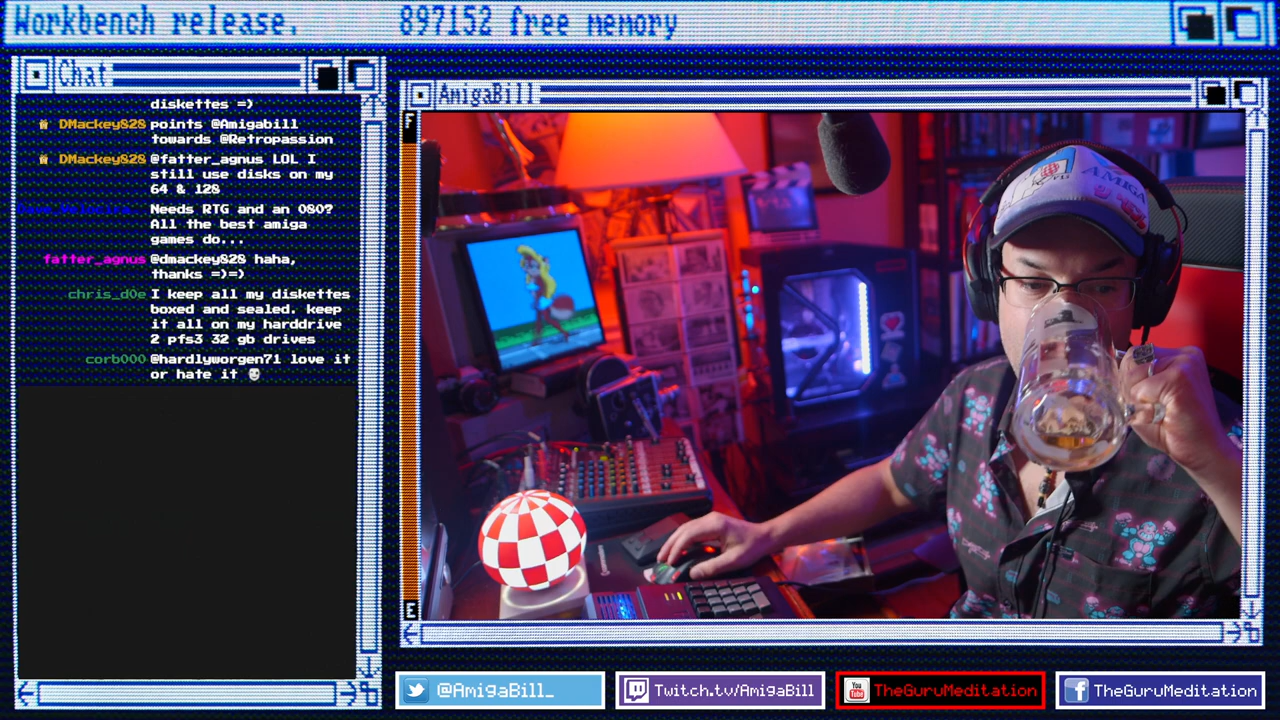 Workbench release.    897152 free memory
Chat
diskettes =)
DMackey828 points @Amigabill
towards @Retropassion
DMackey828 @fatter_agnus LOL I
still use disks on my
64 & 128
Needs RTG and an 080?
All the best amiga
games do...
fatter_agnus @dmackey828 haha,
thanks =)=)
chris_d0e I keep all my diskettes
boxed and sealed. keep
it all on my harddrive
2 pfs3 32 gb drives
corb000 @hardlyworgen71 love it
or hate it
AmigaBill
F
E
@AmigaBill_
Twitch.tv/AmigaBill
You Tube TheGuruMeditation
f TheGuruMeditation